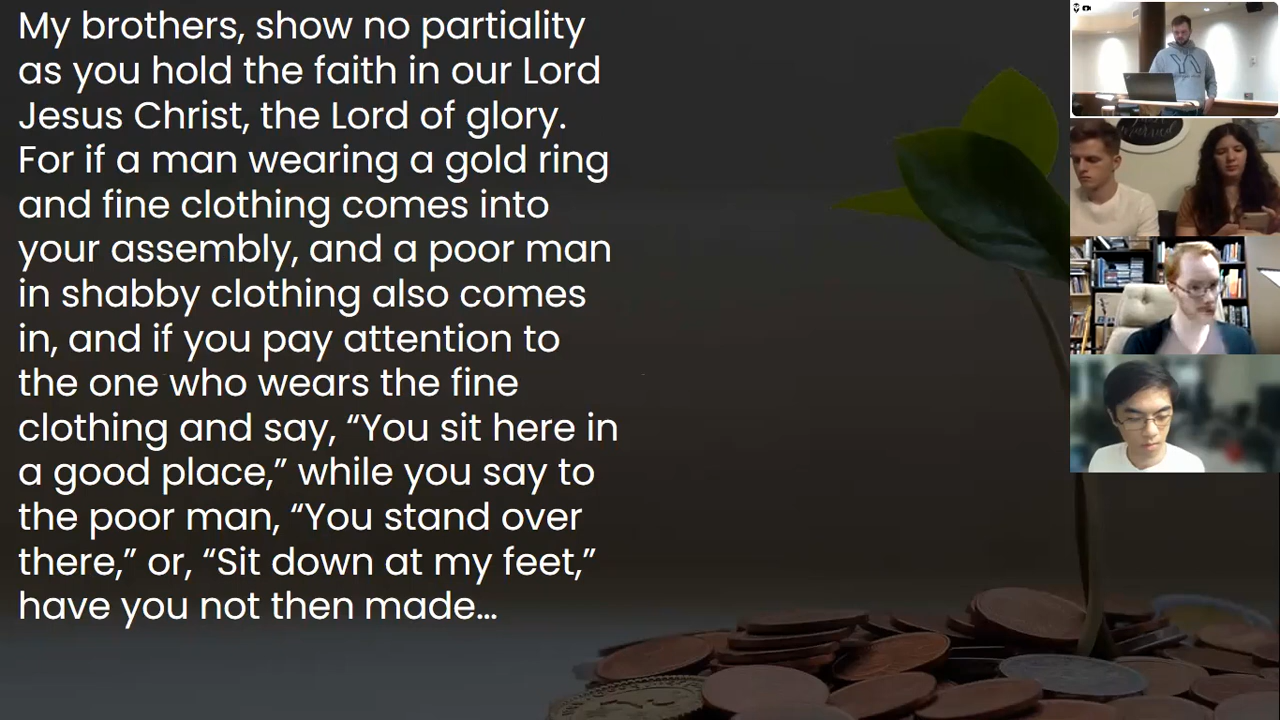 My brothers, show no partiality
as you hold the faith in our Lord
Jesus Christ, the Lord of glory.
For if a man wearing a gold ring
and fine clothing comes into
your assembly, and a poor man
in shabby clothing also comes
in, and if you pay attention to
the one who wears the fine
clothing and say, “You sit here in
a good place,” while you say to
the poor man, “You stand over
there,” or, “Sit down at my feet,”
have you not then made…